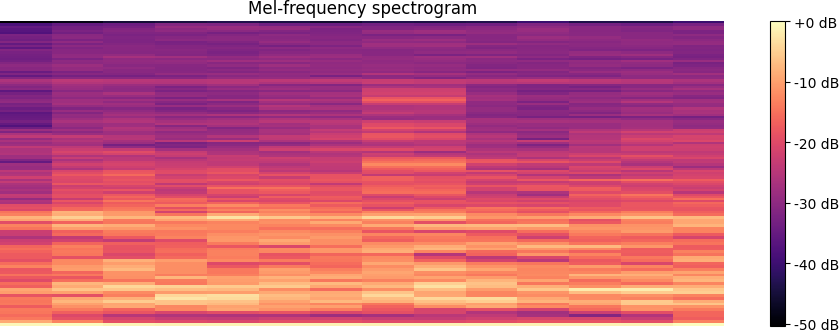 Mel-frequency spectrogram
+0 dB
-10 dB
-20 dB
-30 dB
-40 dB
-50 dB